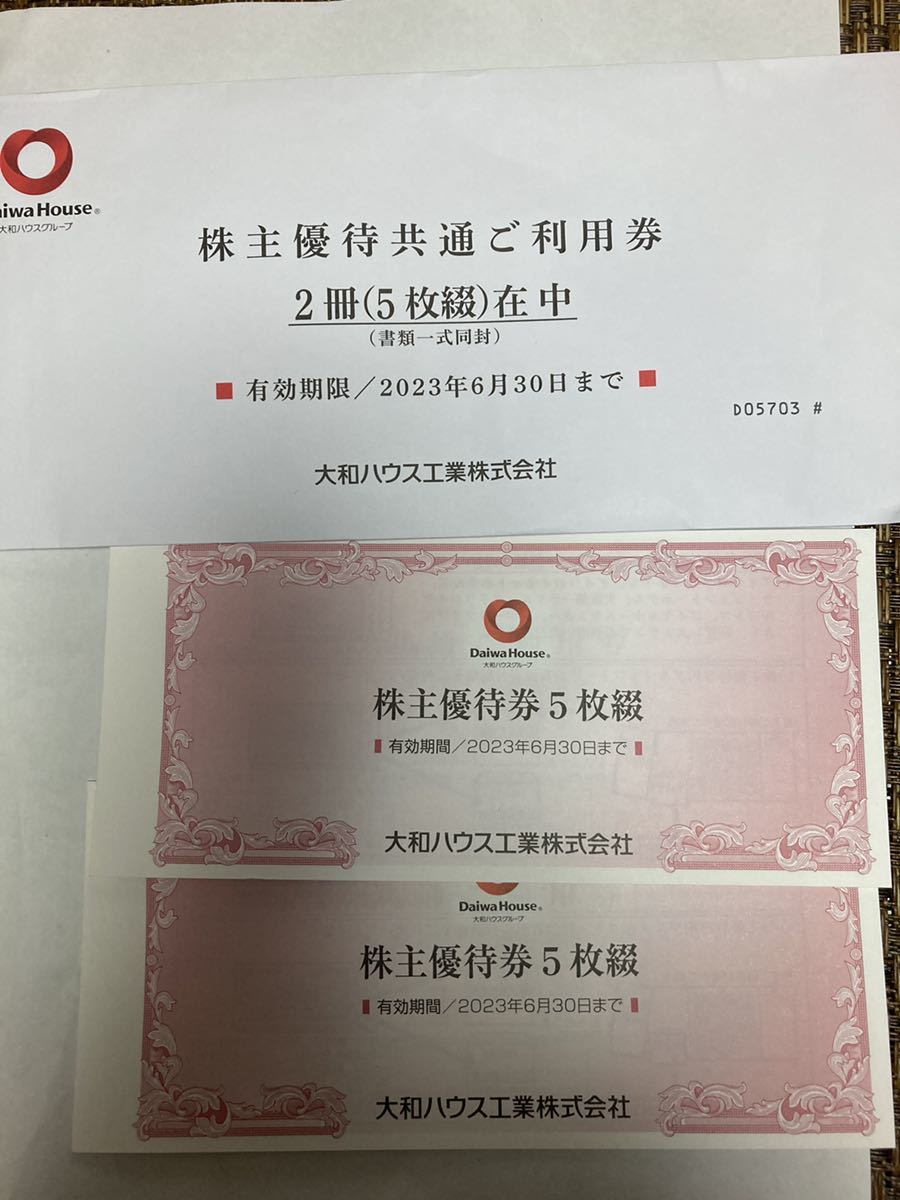 aiwa House®
大和ハウスグループ
株主優待共通ご利用券
2冊(5枚綴)在中
(書類一式同封)
■ 有効期限/2023年6月30日まで ■
D05703 #
大和ハウス工業株式会社
Daiwa House®
大和ハウスグループ
株主優待券5枚綴
有効期間/2023年6月30日まで
大和ハウス工業株式会社
Daiwa House®
大和ハウスグループ
株主優待券5枚綴
有効期間/2023年6月30日まで
大和ハウス工業株式会社